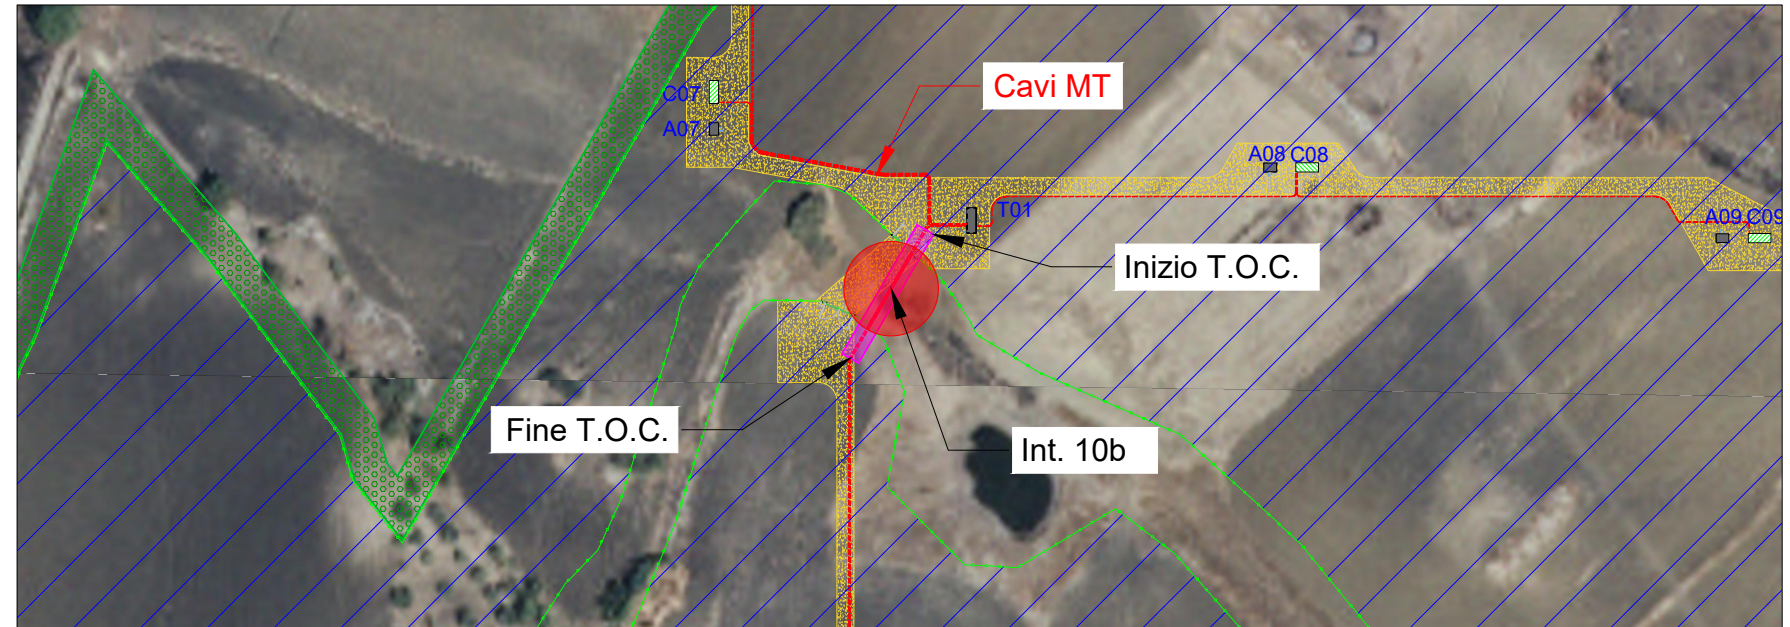 C07
Cavi MT
A07
A08 C08
T01
A09 C09
Inizio T.O.C.
Fine T.O.C.
Int. 10b